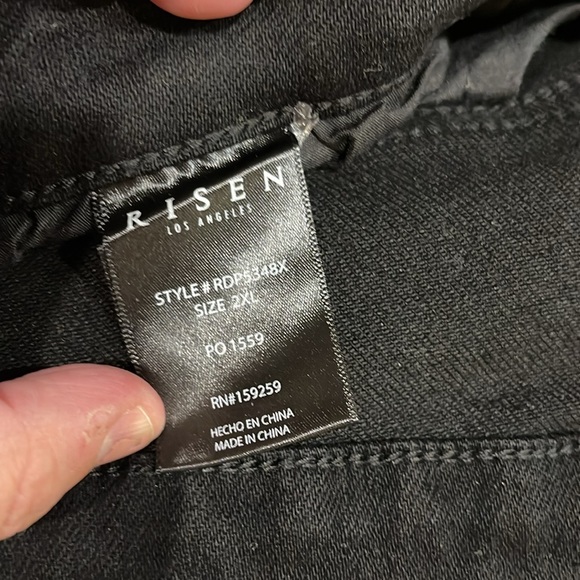 RISEN
LOS ANGELES
STYLE # RDP5348X
SIZE 2XL
PO 1559
RN#159259
HECHO EN CHINA
MADE IN CHINA